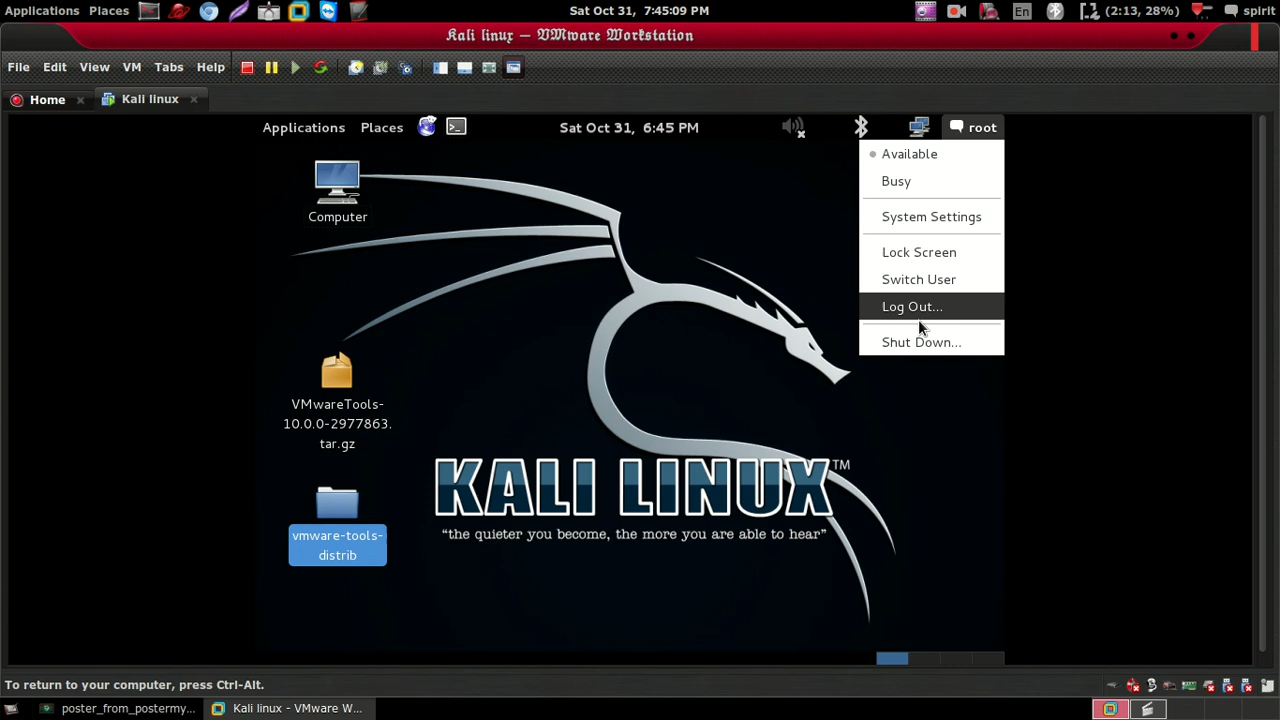 Applications Places Sat Oct 31, 7:45:09 PM En (2:13, 28%) spirit
Kali linux — VMware Workstation
File Edit View VM Tabs Help
Home × Kali linux ×
Applications Places Sat Oct 31, 6:45 PM root
Available
Busy
System Settings
Lock Screen
Switch User
Log Out...
Shut Down...
Computer
VMwareTools-
10.0.0-2977863.
tar.gz
KALI LINUX™
“the quieter you become, the more you are able to hear”
vmware-tools-
distrib
To return to your computer, press Ctrl-Alt.
poster_from_postermy... Kali linux - VMware W...